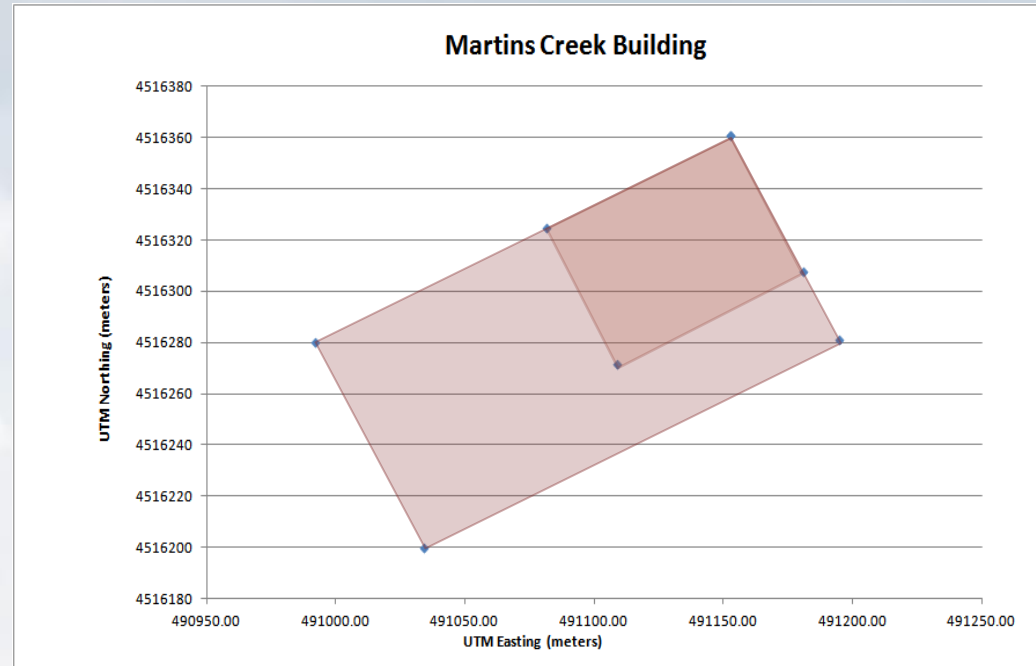 Martins Creek Building
UTM Northing (meters)
4516380
4516360
4516340
4516320
4516300
4516280
4516260
4516240
4516220
4516200
4516180
490950.00 491000.00 491050.00 491100.00 491150.00 491200.00 491250.00
UTM Easting (meters)